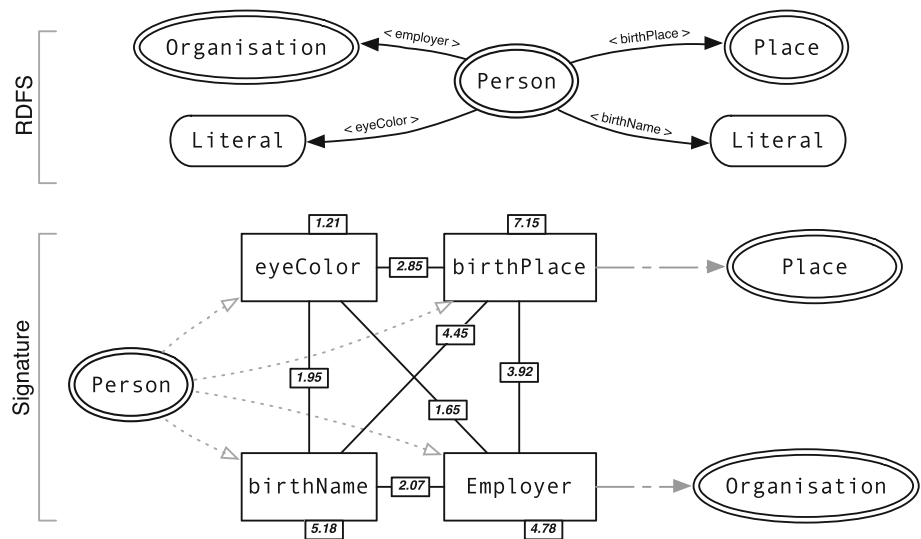 RDFS
Organisation
< employer >
Person
< birthPlace >
Place
Literal
< eyeColor >
< birthName >
Literal
Signature
1.21
7.15
eyeColor
2.85
birthPlace
Place
4.45
3.92
Person
1.95
1.65
birthName
2.07
Employer
Organisation
5.18
4.78